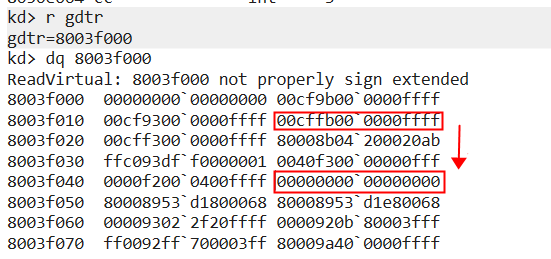 kd> r gdtr
gdtr=8003f000
kd> dq 8003f000
ReadVirtual: 8003f000 not properly sign extended
8003f000  00000000`00000000 00cf9b00`0000ffff
8003f010  00cf9300`0000ffff 00cffb00`0000ffff
8003f020  00cff300`0000ffff 80008b04`200020ab
8003f030  ffc093df`f0000001 0040f300`00000fff
8003f040  0000f200`0400ffff 00000000`00000000
8003f050  80008953`d1800068 80008953`d1e80068
8003f060  00009302`2f20ffff 0000920b`80003fff
8003f070  ff0092ff`700003ff 80009a40`0000ffff